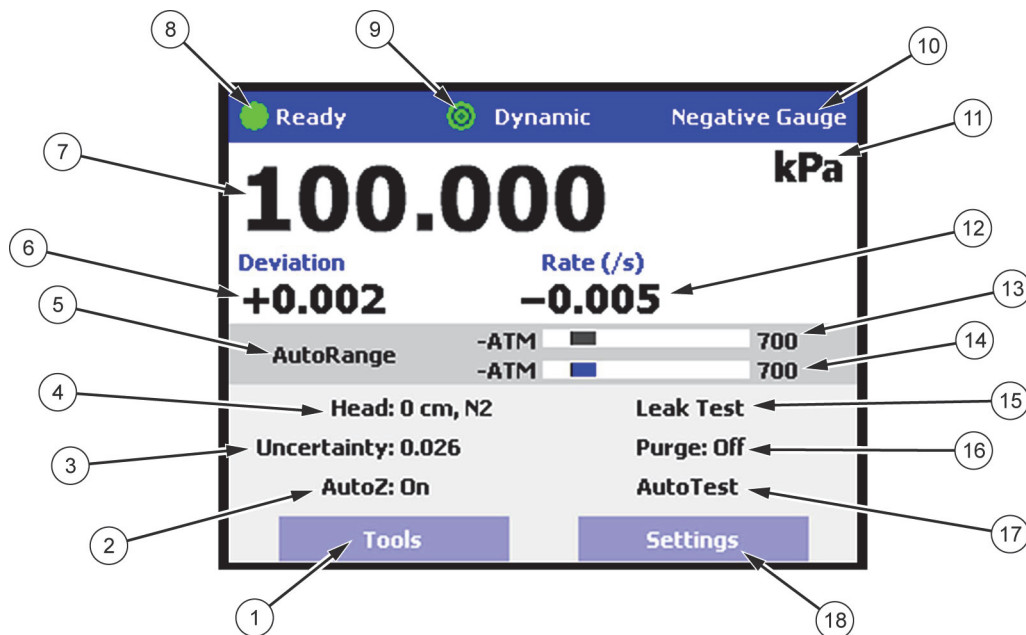 8
9
10
Ready
Dynamic
Negative Gauge
11
7
100.000
kPa
12
6
Deviation
Rate (/s)
+0.002
−0.005
13
5
AutoRange
-ATM
700
14
-ATM
700
4
Head: 0 cm, N2
Leak Test
15
3
Uncertainty: 0.026
Purge: Off
16
2
AutoZ: On
AutoTest
17
Tools
Settings
1
18